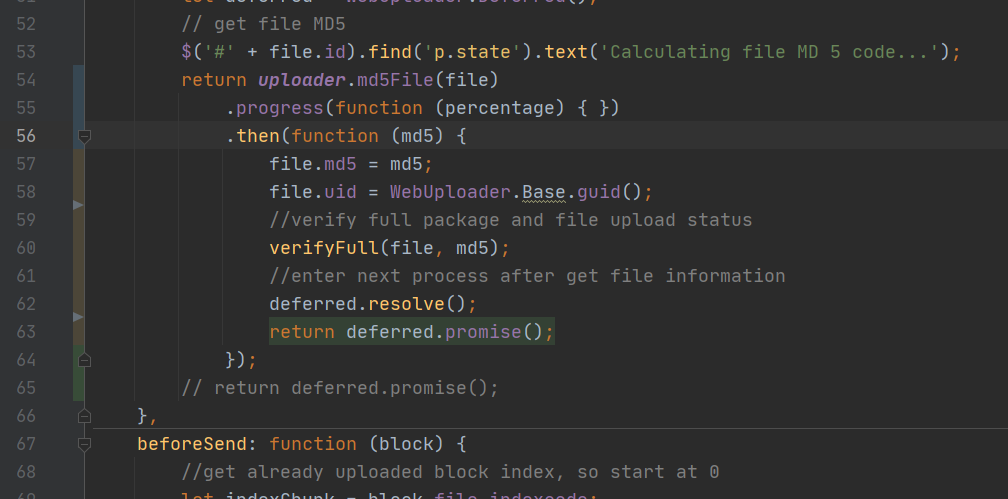 52 // get file MD5
53 $('#' + file.id).find('p.state').text('Calculating file MD 5 code...');
54 return uploader.md5File(file)
55 .progress(function (percentage) { })
56 .then(function (md5) {
57 file.md5 = md5;
58 file.uid = WebUploader.Base.guid();
59 //verify full package and file upload status
60 verifyFull(file, md5);
61 //enter next process after get file information
62 deferred.resolve();
63 return deferred.promise();
64 });
65 // return deferred.promise();
66 },
67 beforeSend: function (block) {
68 //get already uploaded block index, so start at 0